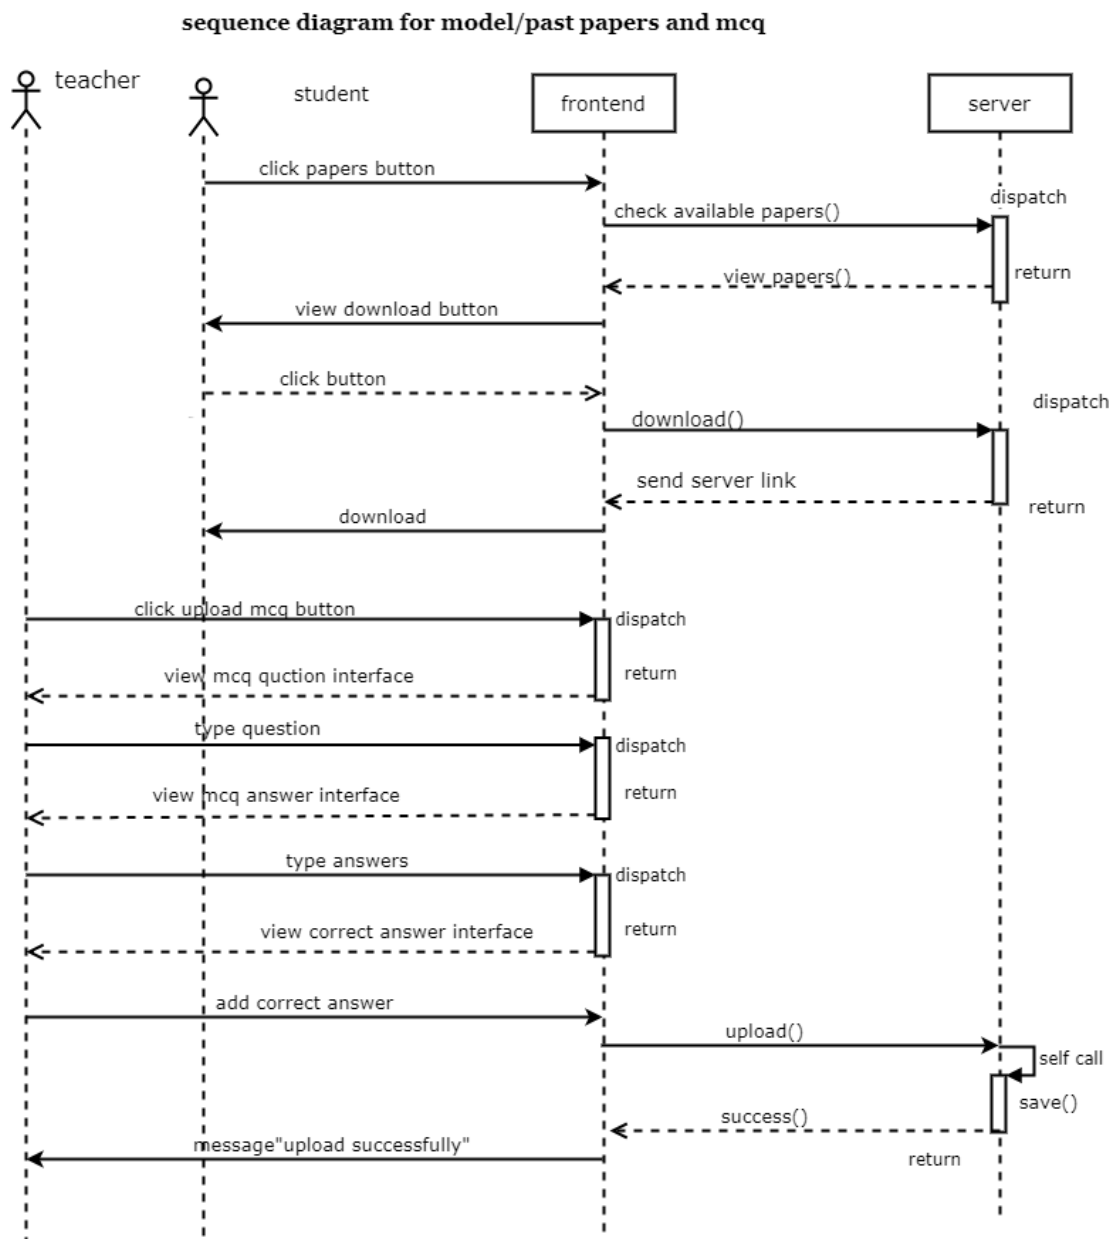 sequence diagram for model/past papers and mcq
teacher
student
frontend
server
click papers button
dispatch
check available papers()
return
view papers()
view download button
click button
dispatch
download()
send server link
return
download
click upload mcq button
dispatch
return
view mcq quction interface
type question
dispatch
return
view mcq answer interface
type answers
dispatch
return
view correct answer interface
add correct answer
upload()
self call
save()
success()
message"upload successfully"
return